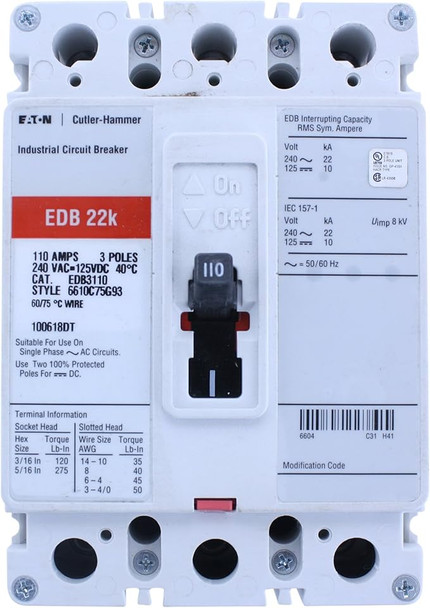 EATON | Cutler-Hammer
Industrial Circuit Breaker
EDB 22k
110 AMPS 3 POLES
240 VAC=125VDC 40°C
CAT. EDB3110
STYLE 6610C75G93
60/75 °C WIRE
100618DT
Suitable For Use On
Single Phase ∼ AC Circuits.
Use Two 100% Protected
Poles For ⎓ DC.
Terminal Information
Socket Head Slotted Head
Hex Torque Wire Size Torque
Size Lb-In AWG Lb-In
3/16 In 120 14 - 10 35
5/16 In 275 8 40
6 - 4 45
3 - 4/0 50
On
Off
110
EDB Interrupting Capacity
RMS Sym. Ampere
Volt kA
240 ∼ 22
125 ⎓ 10
IEC 157-1
Volt kA Uimp 8 kV
240 ∼ 22
125 ⎓ 10
∼ = 50/60 Hz
6604 C31 H41
Modification Code